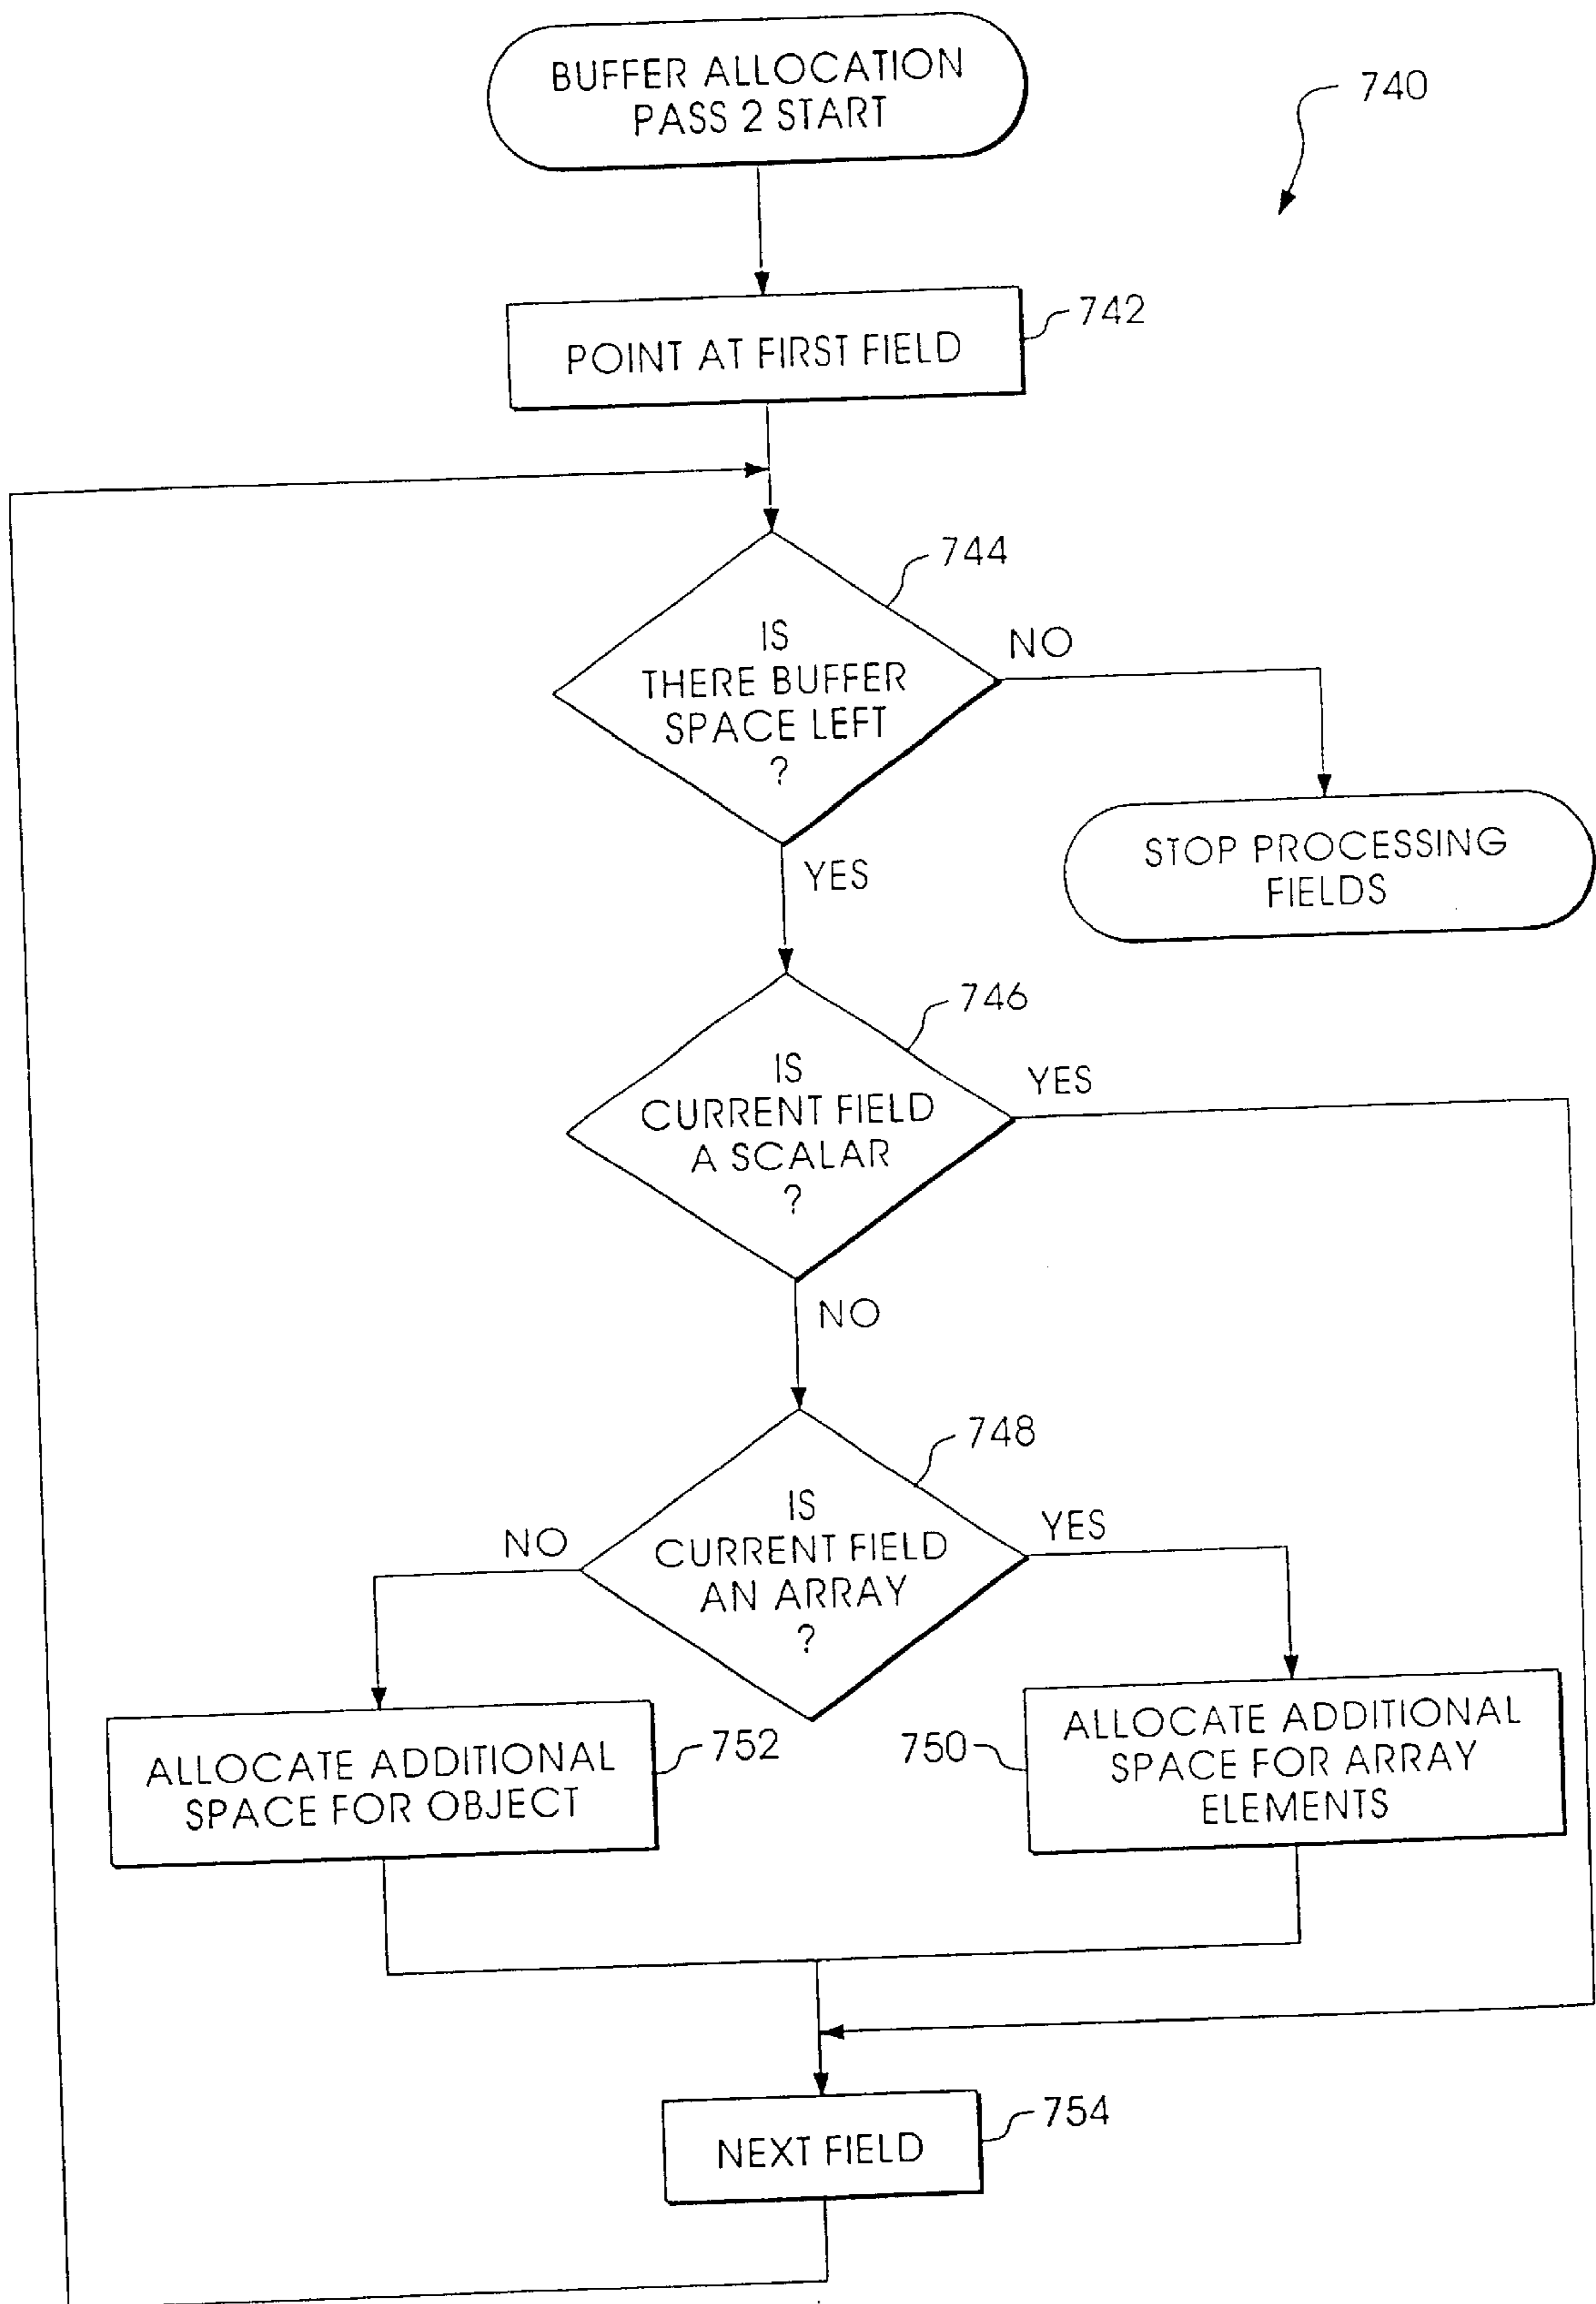 BUFFER ALLOCATION
PASS 2 START
740
POINT AT FIRST FIELD
742
744
IS
THERE BUFFER
SPACE LEFT
?
NO
YES
STOP PROCESSING
FIELDS
746
IS
CURRENT FIELD
A SCALAR
?
YES
NO
748
IS
CURRENT FIELD
AN ARRAY
?
NO
YES
ALLOCATE ADDITIONAL
SPACE FOR OBJECT
752
750
ALLOCATE ADDITIONAL
SPACE FOR ARRAY
ELEMENTS
NEXT FIELD
754